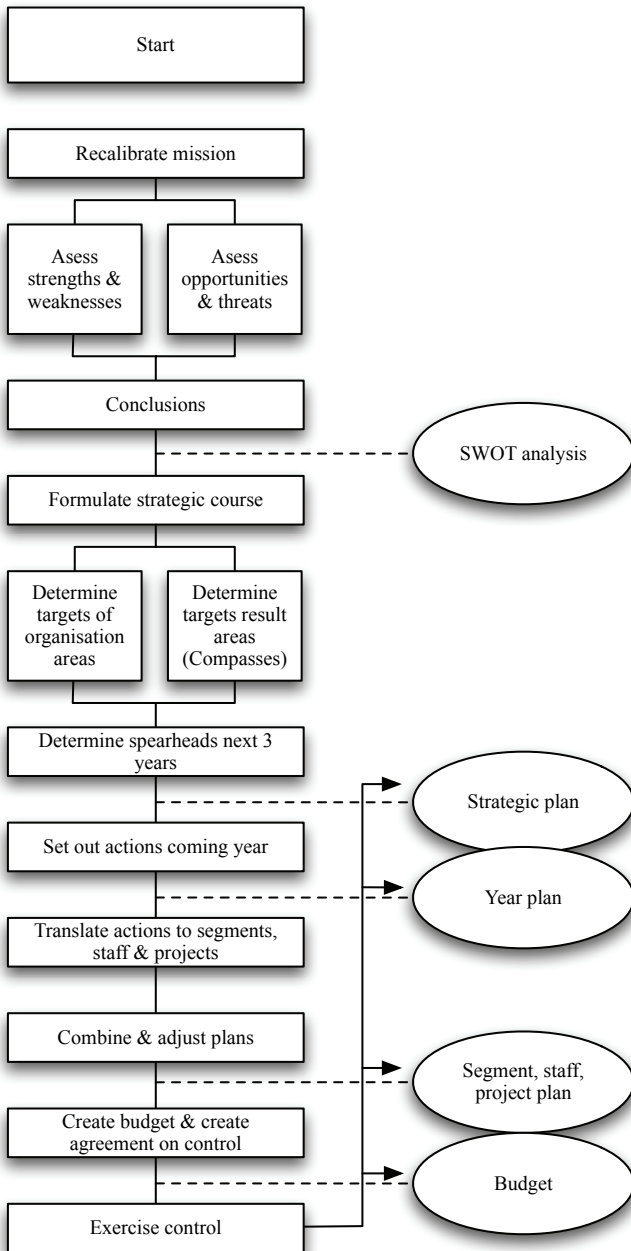 Start
Recalibrate mission
Asess
strengths &
weaknesses
Asess
opportunities
& threats
Conclusions
SWOT analysis
Formulate strategic course
Determine
targets of
organisation
areas
Determine
targets result
areas
(Compasses)
Determine spearheads next 3
years
Strategic plan
Set out actions coming year
Year plan
Translate actions to segments,
staff & projects
Combine & adjust plans
Segment, staff,
project plan
Create budget & create
agreement on control
Budget
Exercise control